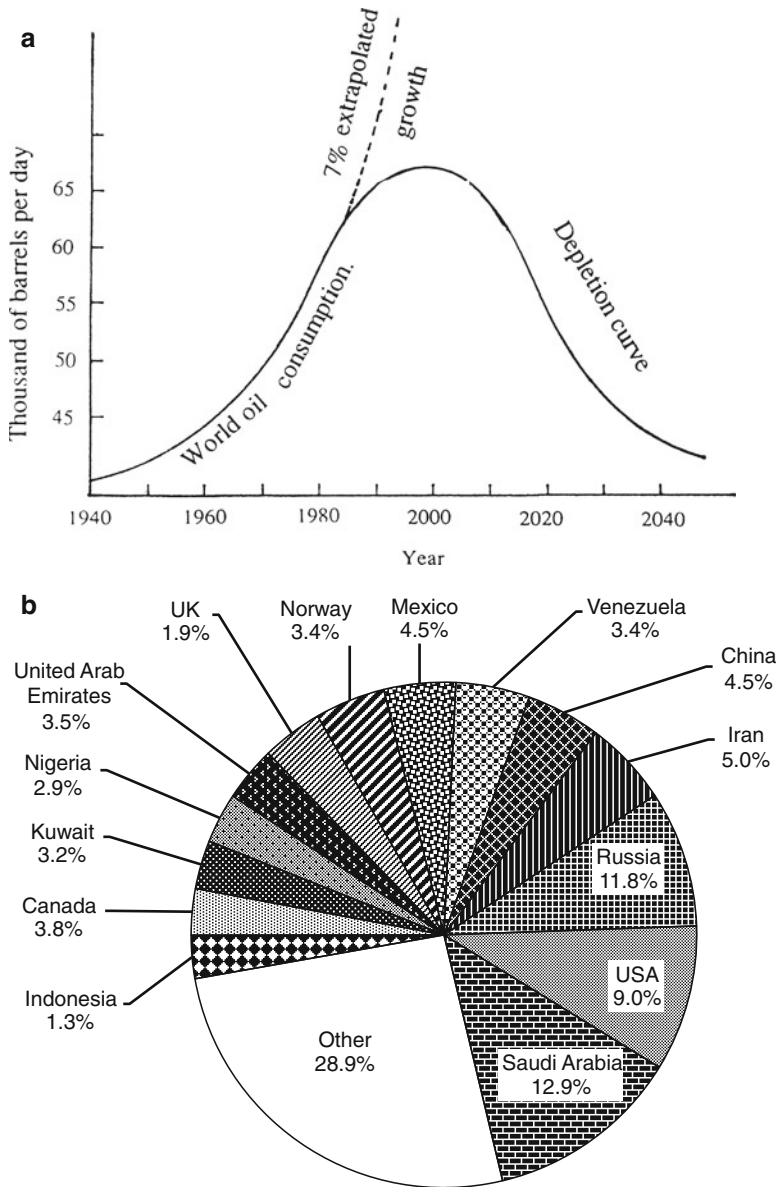 a
7% extrapolated
growth
Thousand of barrels per day
65
60
55
50
45
World oil
consumption.
Depletion curve
1940
1960
1980
2000
2020
2040
Year
b
UK
1.9%
Norway
3.4%
Mexico
4.5%
Venezuela
3.4%
China
4.5%
Iran
5.0%
United Arab
Emirates
3.5%
Nigeria
2.9%
Kuwait
3.2%
Canada
3.8%
Indonesia
1.3%
Russia
11.8%
USA
9.0%
Saudi Arabia
12.9%
Other
28.9%